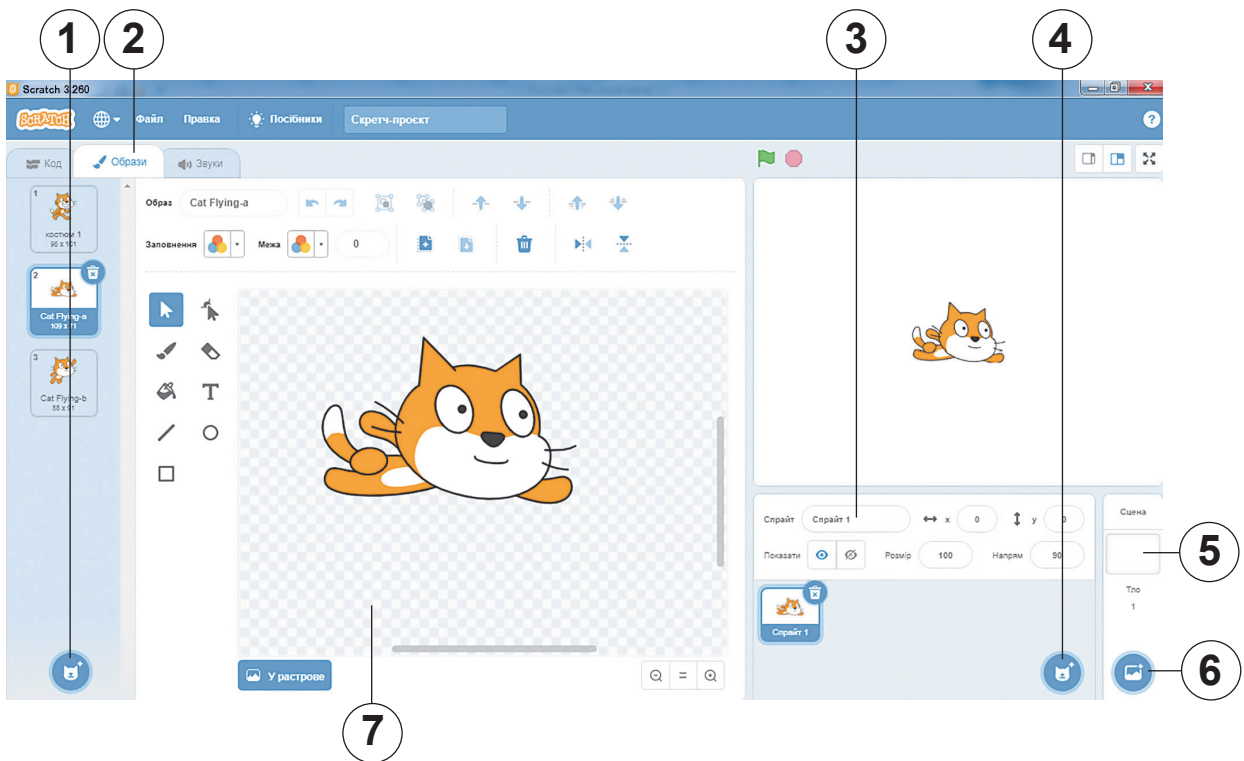 1 2 3 4
Scratch 3.260
SCRATCH Файл Правка Посібники Скретч-проєкт ?
Код Образи Звуки
1
костюм 1
96 x 101
2
Cat Flying-a
109 x 71
3
Cat Flying-b
88 x 91
Образ Cat Flying-a
Заповнення Межа 0
T
У растрове
=
Спрайт Спрайт 1 x 0 y 0
Показати Розмір 100 Напрям 90
Спрайт 1
Сцена
Тло
1
5
6
7